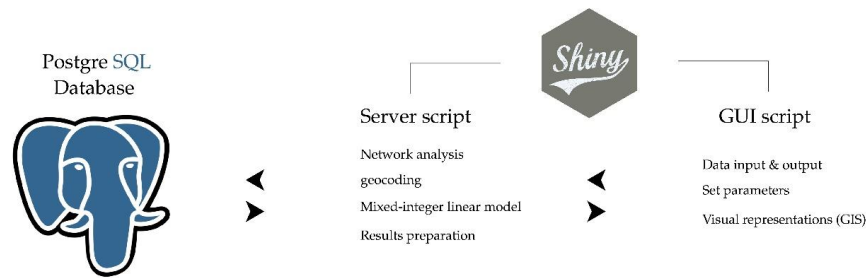 Postgre SQL
Database
Shiny
Server script
Network analysis
geocoding
Mixed-integer linear model
Results preparation
GUI script
Data input & output
Set parameters
Visual representations (GIS)